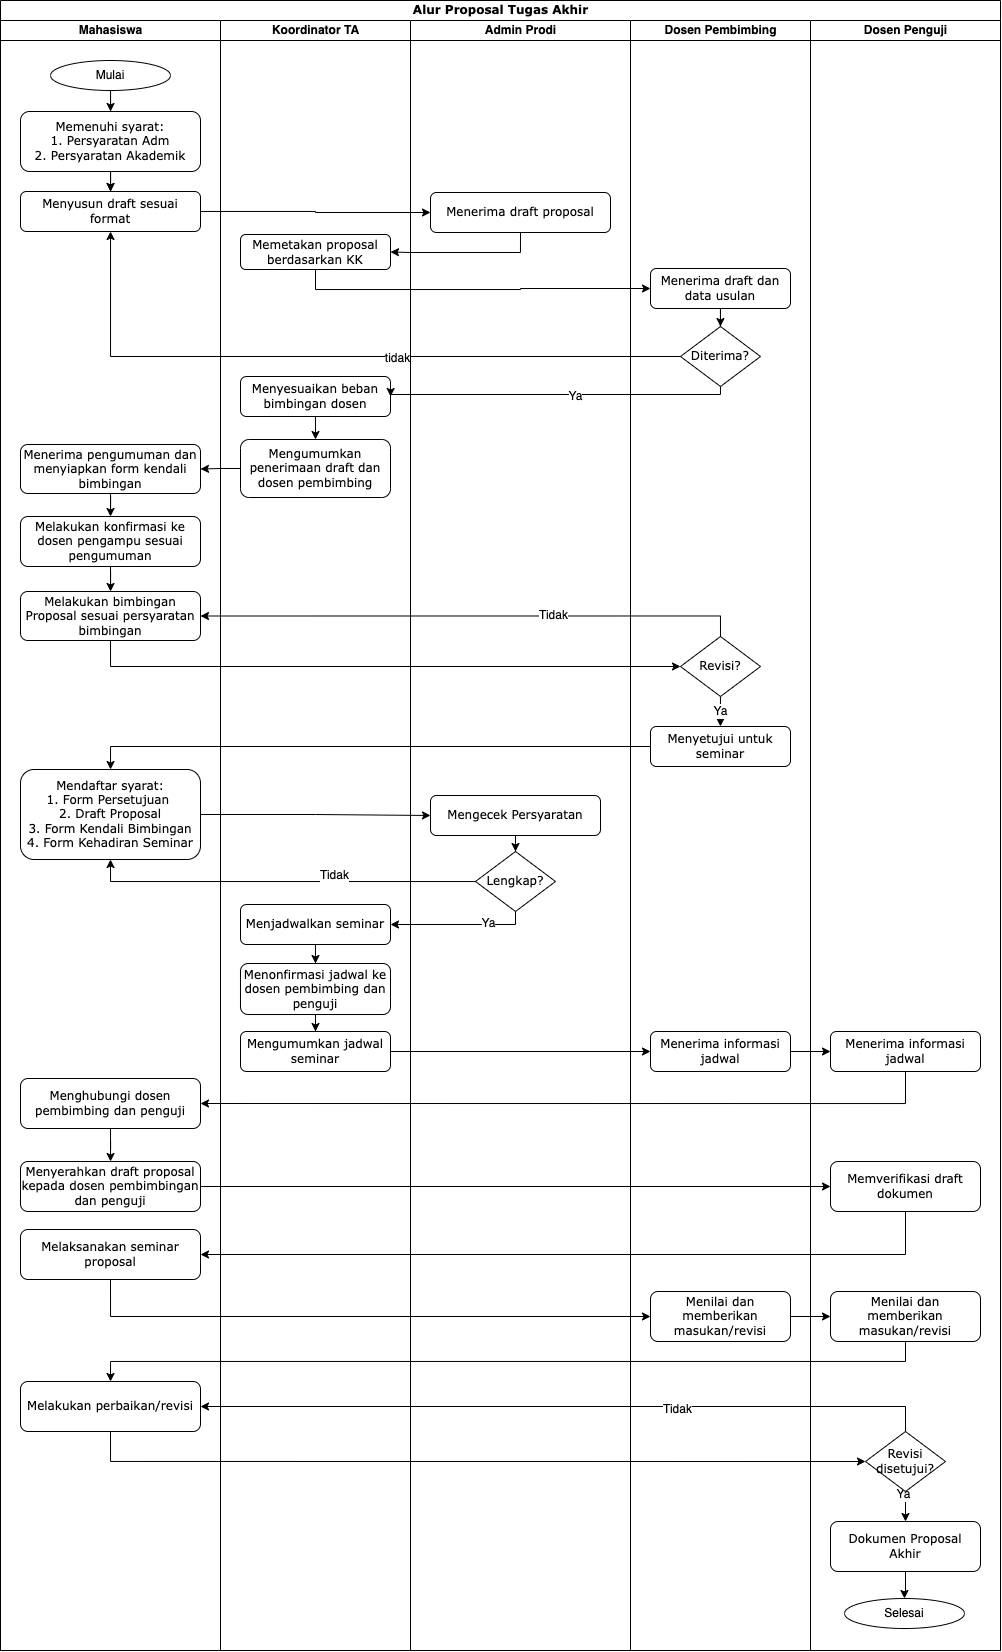 Alur Proposal Tugas Akhir
Mahasiswa
Koordinator TA
Admin Prodi
Dosen Pembimbing
Dosen Penguji
Mulai
Memenuhi syarat:
1. Persyaratan Adm
2. Persyaratan Akademik
Menyusun draft sesuai
format
Menerima draft proposal
Memetakan proposal
berdasarkan KK
Menerima draft dan
data usulan
Diterima?
tidak
Ya
Menyesuaikan beban
bimbingan dosen
Mengumumkan
penerimaan draft dan
dosen pembimbing
Menerima pengumuman dan
menyiapkan form kendali
bimbingan
Melakukan konfirmasi ke
dosen pengampu sesuai
pengumuman
Melakukan bimbingan
Proposal sesuai persyaratan
bimbingan
Tidak
Revisi?
Ya
Menyetujui untuk
seminar
Mendaftar syarat:
1. Form Persetujuan
2. Draft Proposal
3. Form Kendali Bimbingan
4. Form Kehadiran Seminar
Mengecek Persyaratan
Lengkap?
Tidak
Ya
Menjadwalkan seminar
Menonfirmasi jadwal ke
dosen pembimbing dan
penguji
Mengumumkan jadwal
seminar
Menerima informasi
jadwal
Menerima informasi
jadwal
Menghubungi dosen
pembimbing dan penguji
Menyerahkan draft proposal
kepada dosen pembimbingan
dan penguji
Memverifikasi draft
dokumen
Melaksanakan seminar
proposal
Menilai dan
memberikan
masukan/revisi
Menilai dan
memberikan
masukan/revisi
Melakukan perbaikan/revisi
Tidak
Revisi
disetujui?
Ya
Dokumen Proposal
Akhir
Selesai